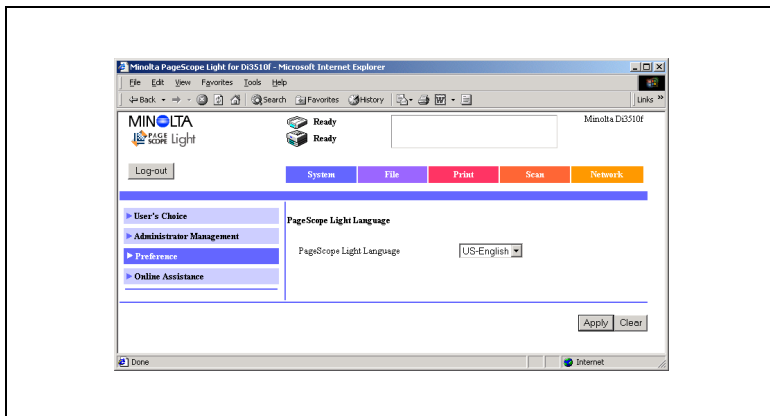 Minolta PageScope Light for Di3510f - Microsoft Internet Explorer
File Edit View Favorites Tools Help
Back Search Favorites History Links »
MINOLTA
PAGE SCOPE Light
Ready
Ready
Minolta Di3510f
Log-out
System File Print Scan Network
User's Choice
Administrator Management
Preference
Online Assistance
PageScope Light Language
PageScope Light Language US-English
Apply Clear
Done Internet